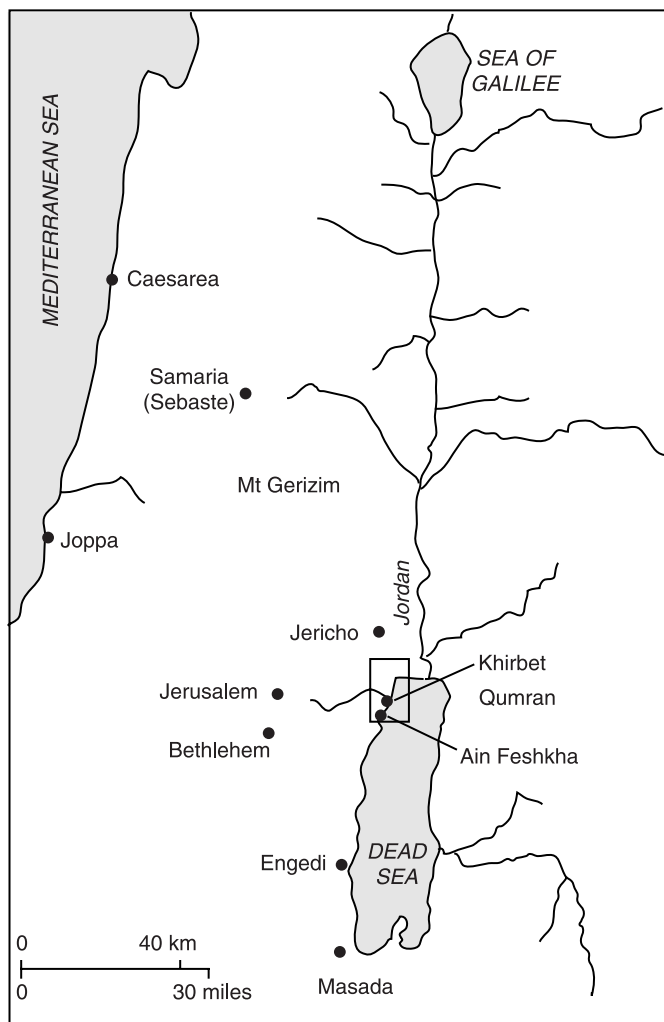 SEA OF
GALILEE
MEDITERRANEAN SEA
Caesarea
Samaria
(Sebaste)
Mt Gerizim
Joppa
Jordan
Jericho
Khirbet
Qumran
Jerusalem
Bethlehem
Ain Feshkha
Engedi
DEAD
SEA
0 40 km
0 30 miles
Masada